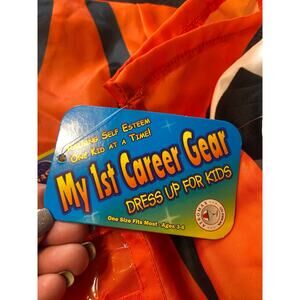 Self Esteem
One Kid at a Time!
My 1st Career Gear
Dress Up For Kids
One Size Fits Most - Ages 3-6